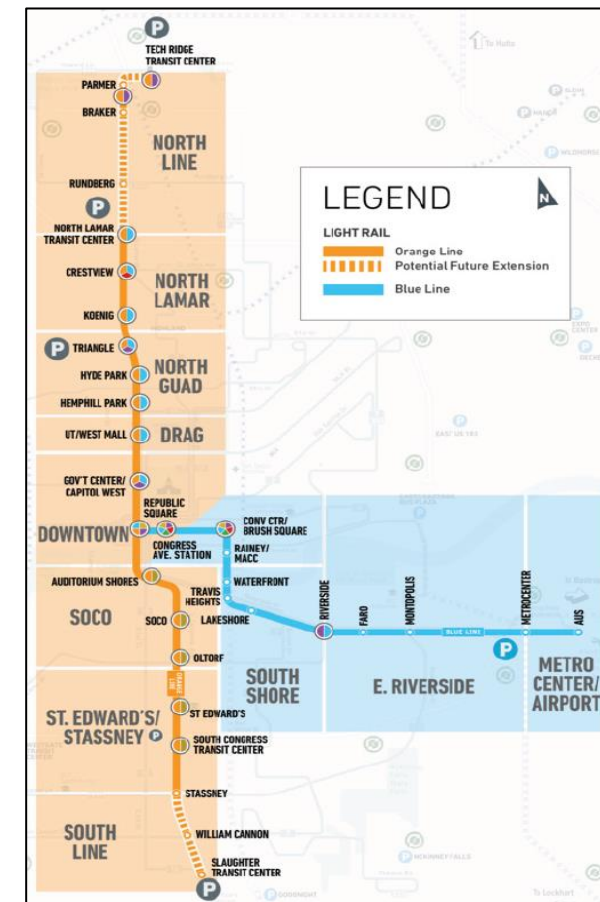 P
TECH RIDGE
TRANSIT CENTER
To Hutto
PARMER
BRAKER
NORTH
LINE
RUNDBERG
P
NORTH LAMAR
TRANSIT CENTER
CRESTVIEW
NORTH
LAMAR
KOENIG
LEGEND
N
LIGHT RAIL
Orange Line
Potential Future Extension
Blue Line
P
TRIANGLE
HYDE PARK
NORTH
GUAD
HEMPHILL PARK
UT/WEST MALL
DRAG
GOV'T CENTER/
CAPITOL WEST
REPUBLIC
SQUARE
DOWNTOWN
CONGRESS
AVE. STATION
CONV CTR/
BRUSH SQUARE
RAINEY/
MACC
AUDITORIUM SHORES
WATERFRONT
TRAVIS
HEIGHTS
SOCO
SOCO
LAKESHORE
RIVERSIDE
FARO
MONTOPOLIS
BLUE LINE
METROCENTER
AUS
P
OLTORF
ORANGE
LINE
SOUTH
SHORE
E. RIVERSIDE
METRO
CENTER/
AIRPORT
ST. EDWARD'S/
STASSNEY
P
ST EDWARD'S
SOUTH CONGRESS
TRANSIT CENTER
STASSNEY
SOUTH
LINE
WILLIAM CANNON
SLAUGHTER
TRANSIT CENTER
P
P GOODNIGHT
P MCKINNEY FALLS
To Lockhart